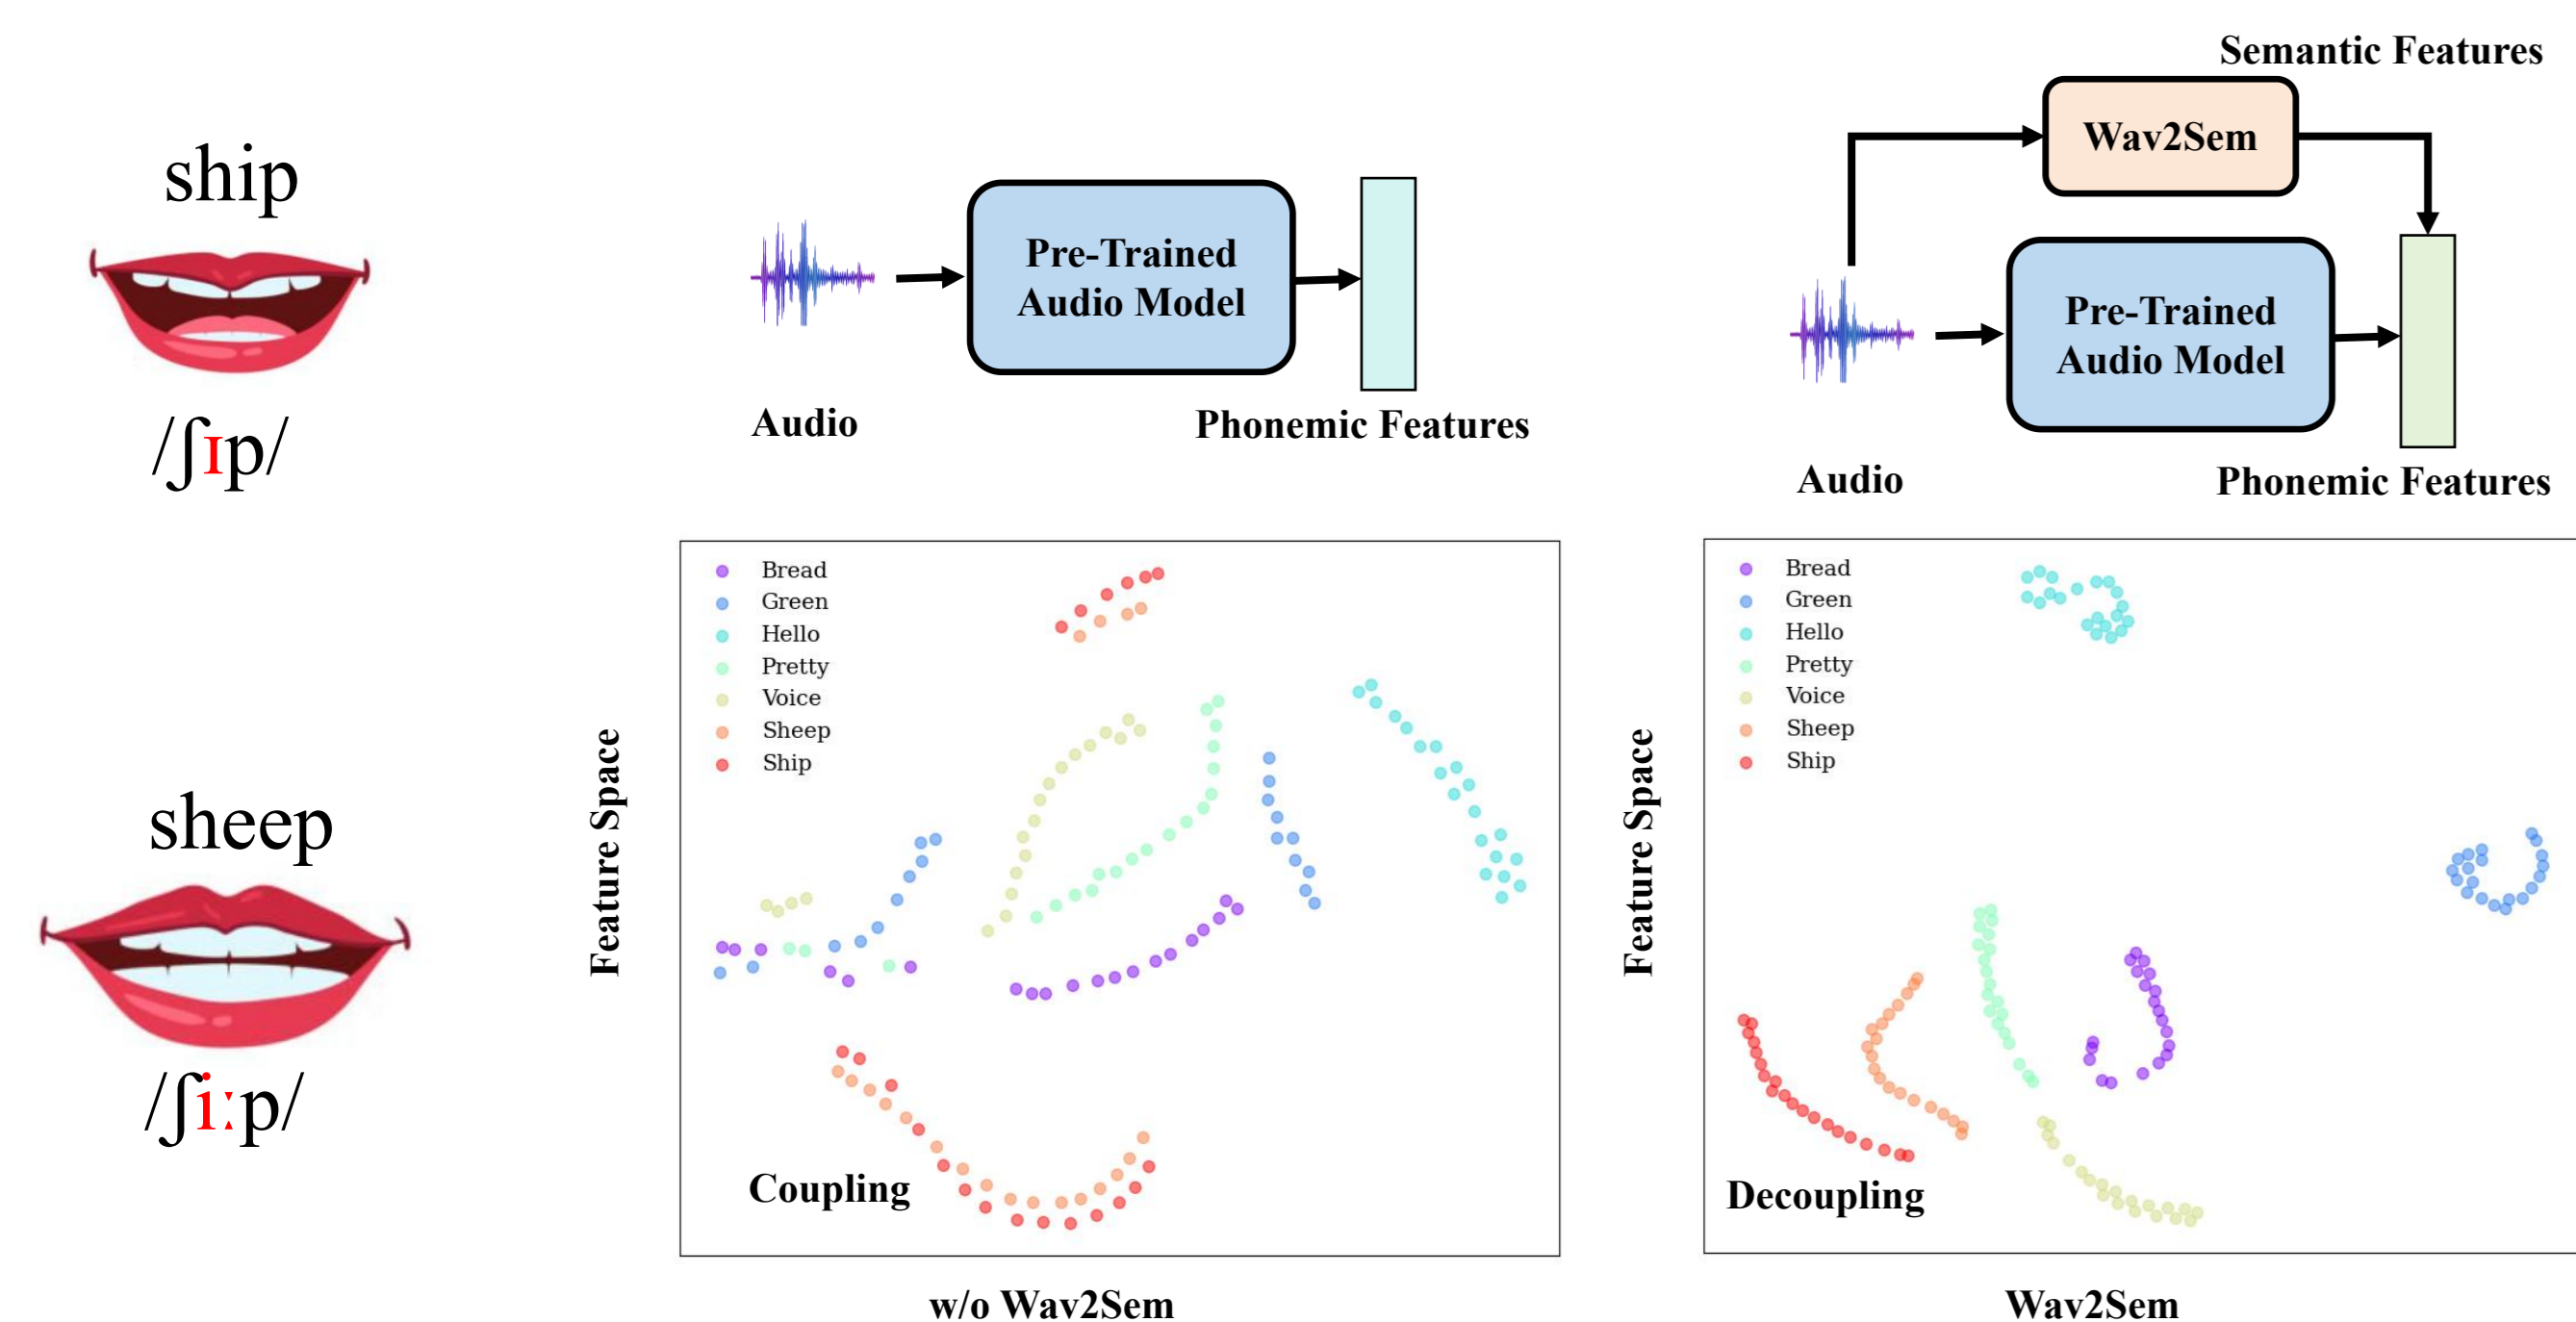 ship
/ʃɪp/
sheep
/ʃiːp/
Pre-Trained
Audio Model
Audio
Phonemic Features
Semantic Features
Wav2Sem
Pre-Trained
Audio Model
Audio
Phonemic Features
Feature Space
Bread
Green
Hello
Pretty
Voice
Sheep
Ship
Coupling
w/o Wav2Sem
Feature Space
Bread
Green
Hello
Pretty
Voice
Sheep
Ship
Decoupling
Wav2Sem